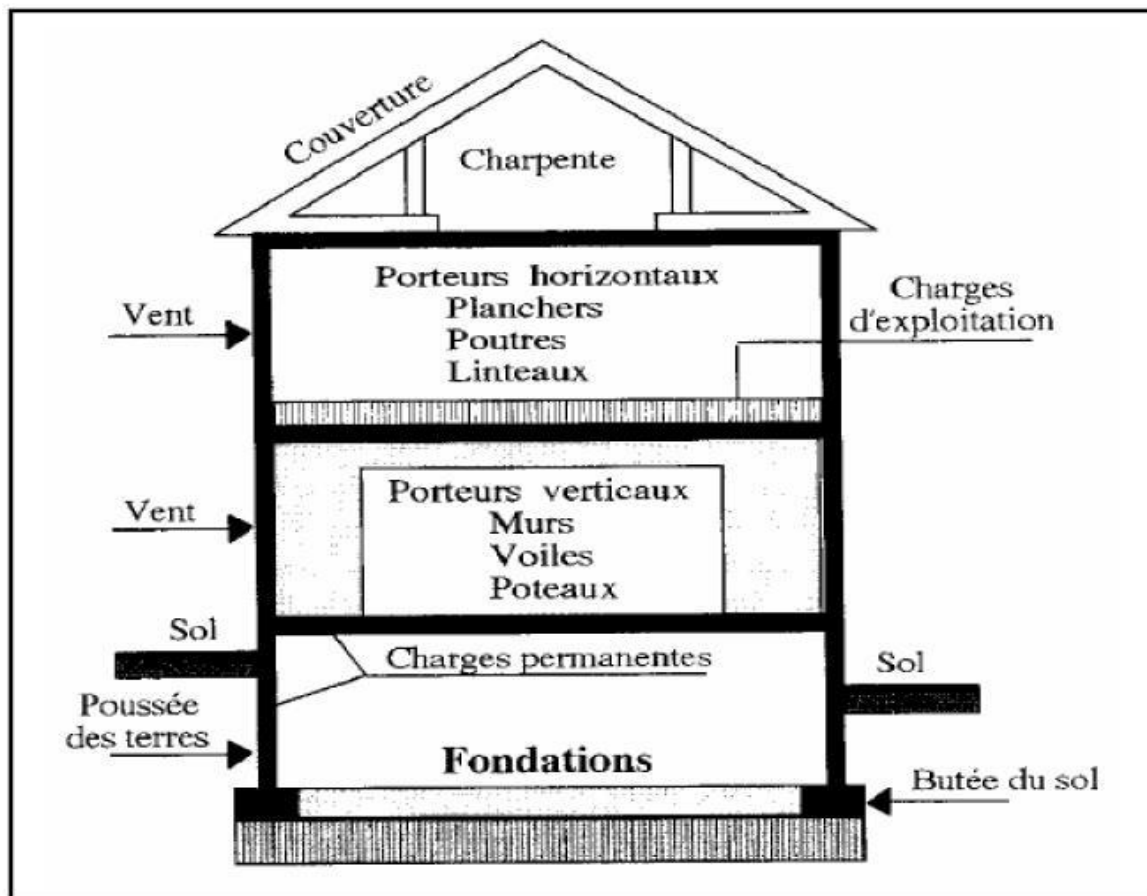 Couverture
Charpente
Porteurs horizontaux
Planchers
Poutres
Linteaux
Vent
Charges
d'exploitation
Porteurs verticaux
Murs
Voiles
Poteaux
Vent
Sol
Charges permanentes
Sol
Poussée
des terres
Fondations
Butée du sol